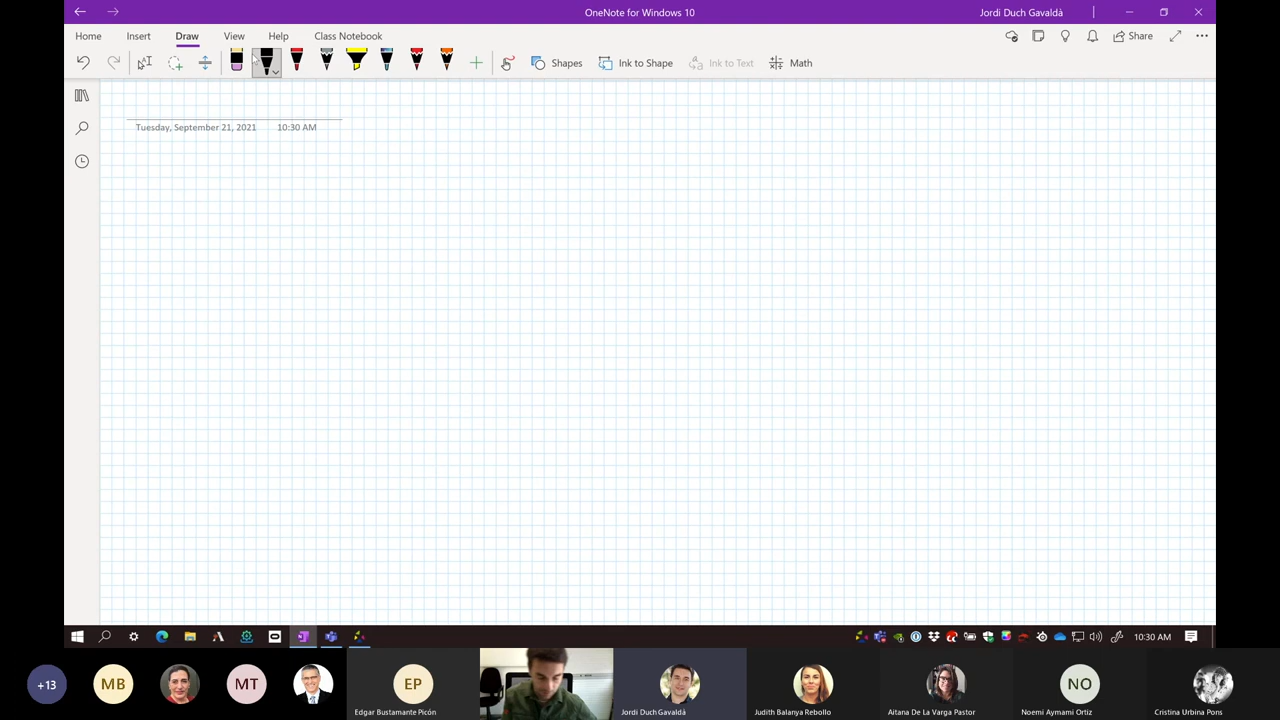 OneNote for Windows 10
Jordi Duch Gavaldà
Home Insert Draw View Help Class Notebook
Share
Shapes Ink to Shape Ink to Text Math
Tuesday, September 21, 2021 10:30 AM
10:30 AM
+13 MB MT EP NO
Edgar Bustamante Picón Jordi Duch Gavaldà Judith Balanya Rebollo Aitana De La Varga Pastor Noemi Aymami Ortiz Cristina Urbina Pons